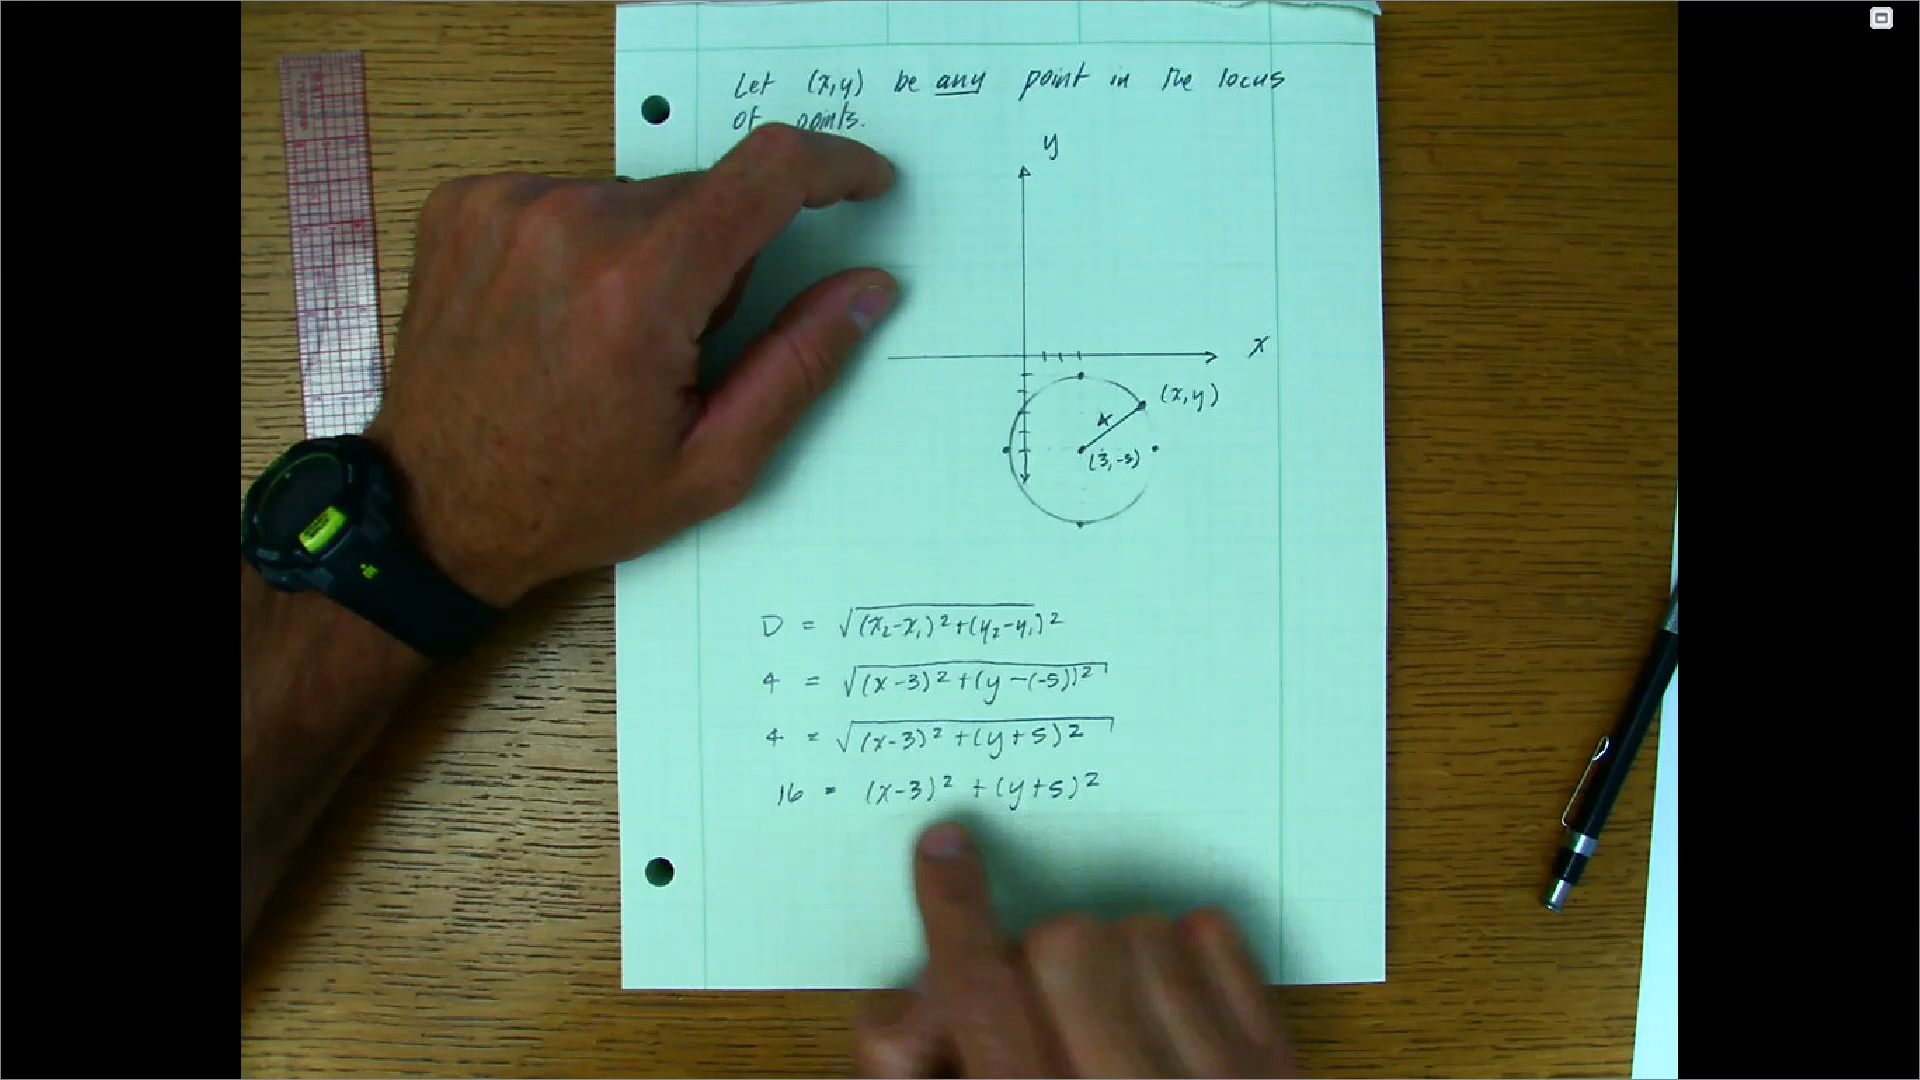 Let (x,y) be any point in the locus
of points.
y
x
(x,y)
4
(3,-5)
D = √(x₂-x₁)²+(y₂-y₁)²
4 = √(x-3)²+(y-(-5))²
4 = √(x-3)²+(y+5)²
16 = (x-3)²+(y+5)²